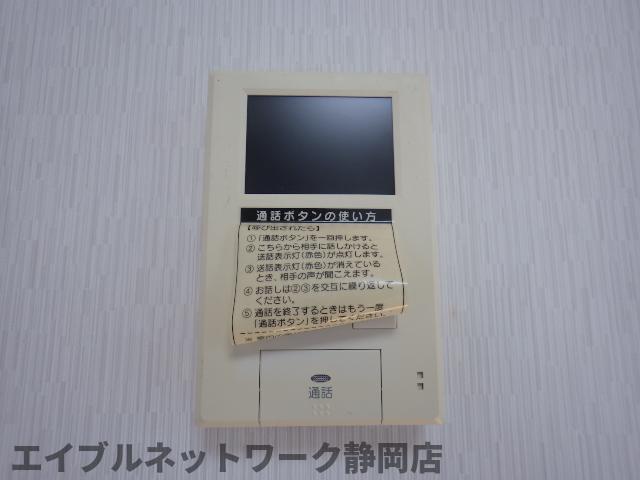 通話ボタンの使い方
【呼び出されたら】
①「通話ボタン」を一回押します。
②こちらから相手に話しかけると
送話表示灯(赤色)が点灯します。
③送話表示灯(赤色)が消えている
とき、相手の声が聞こえます。
④お話しは②③を交互に繰り返して
ください。
⑤通話を終了するときはもう一度
「通話ボタン」を押してください。
通話
エイブルネットワーク静岡店